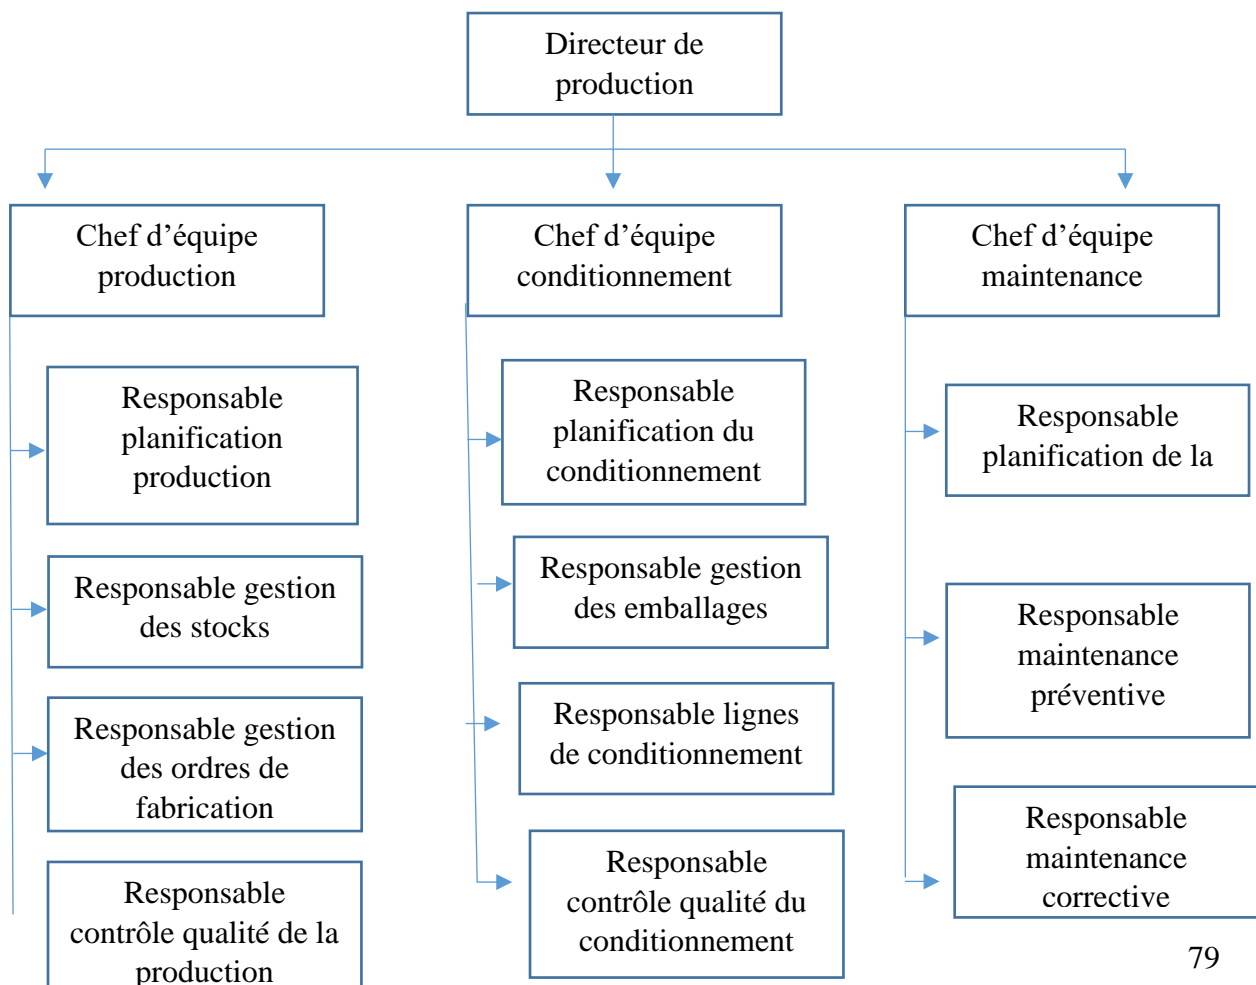 Directeur de
production
Chef d’équipe
production
Chef d’équipe
conditionnement
Chef d’équipe
maintenance
Responsable
planification
production
Responsable gestion
des stocks
Responsable gestion
des ordres de
fabrication
Responsable
contrôle qualité de la
production
Responsable
planification du
conditionnement
Responsable gestion
des emballages
Responsable lignes
de conditionnement
Responsable
contrôle qualité du
conditionnement
Responsable
planification de la
Responsable
maintenance
préventive
Responsable
maintenance
corrective
79